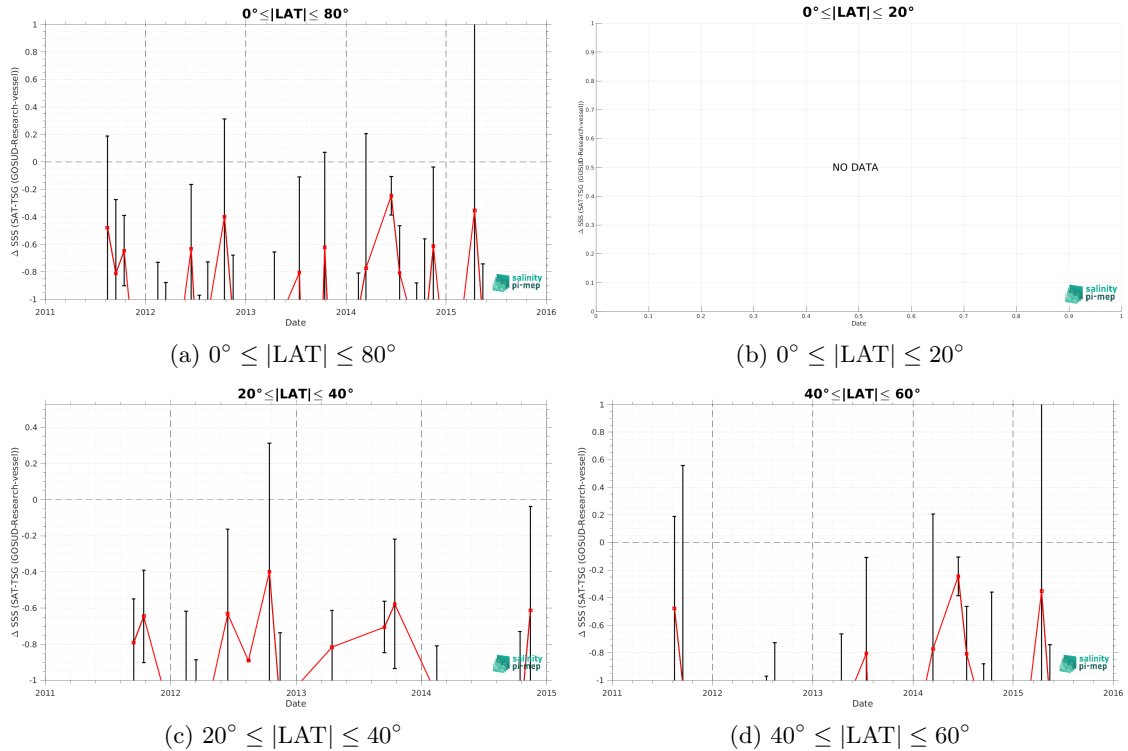 0°≤|LAT|≤ 80°
Δ SSS (SAT-TSG (GOSUD-Research-vessel))
1
0.8
0.6
0.4
0.2
0
-0.2
-0.4
-0.6
-0.8
-1
2011 2012 2013 2014 2015 2016
Date
salinity
pi-mep
(a) 0° ≤ |LAT| ≤ 80°
0°≤|LAT|≤ 20°
Δ SSS (SAT-TSG (GOSUD-Research-vessel))
1
0.9
0.8
0.7
0.6
0.5
0.4
0.3
0.2
0.1
0
NO DATA
0 0.1 0.2 0.3 0.4 0.5 0.6 0.7 0.8 0.9 1
Date
salinity
pi-mep
(b) 0° ≤ |LAT| ≤ 20°
20°≤|LAT|≤ 40°
Δ SSS (SAT-TSG (GOSUD-Research-vessel))
0.4
0.2
0
-0.2
-0.4
-0.6
-0.8
-1
2011 2012 2013 2014 2015
Date
salinity
pi-mep
(c) 20° ≤ |LAT| ≤ 40°
40°≤|LAT|≤ 60°
Δ SSS (SAT-TSG (GOSUD-Research-vessel))
1
0.8
0.6
0.4
0.2
0
-0.2
-0.4
-0.6
-0.8
-1
2011 2012 2013 2014 2015 2016
Date
salinity
pi-mep
(d) 40° ≤ |LAT| ≤ 60°